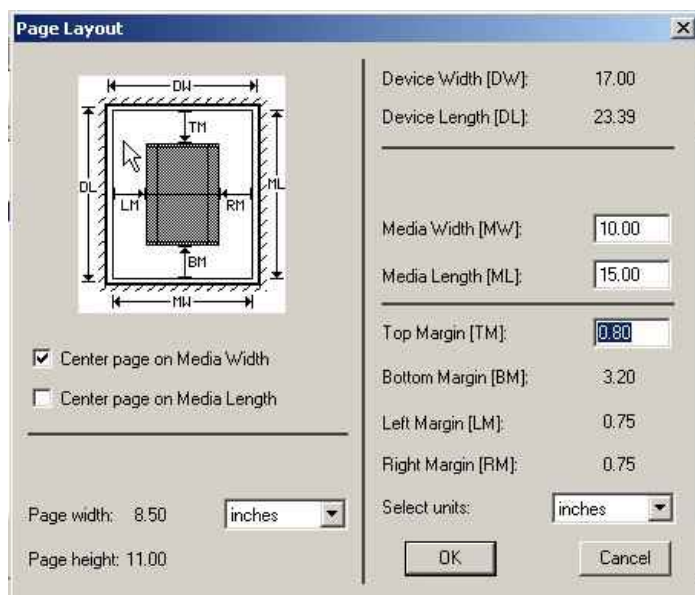 Page Layout
DW
TM
DL
ML
LM
RM
BM
MW
Center page on Media Width
Center page on Media Length
Page width: 8.50
inches
Page height: 11.00
Device Width [DW]: 17.00
Device Length [DL]: 23.39
Media Width [MW]: 10.00
Media Length [ML]: 15.00
Top Margin [TM]: 0.80
Bottom Margin [BM]: 3.20
Left Margin [LM]: 0.75
Right Margin [RM]: 0.75
Select units: inches
OK
Cancel